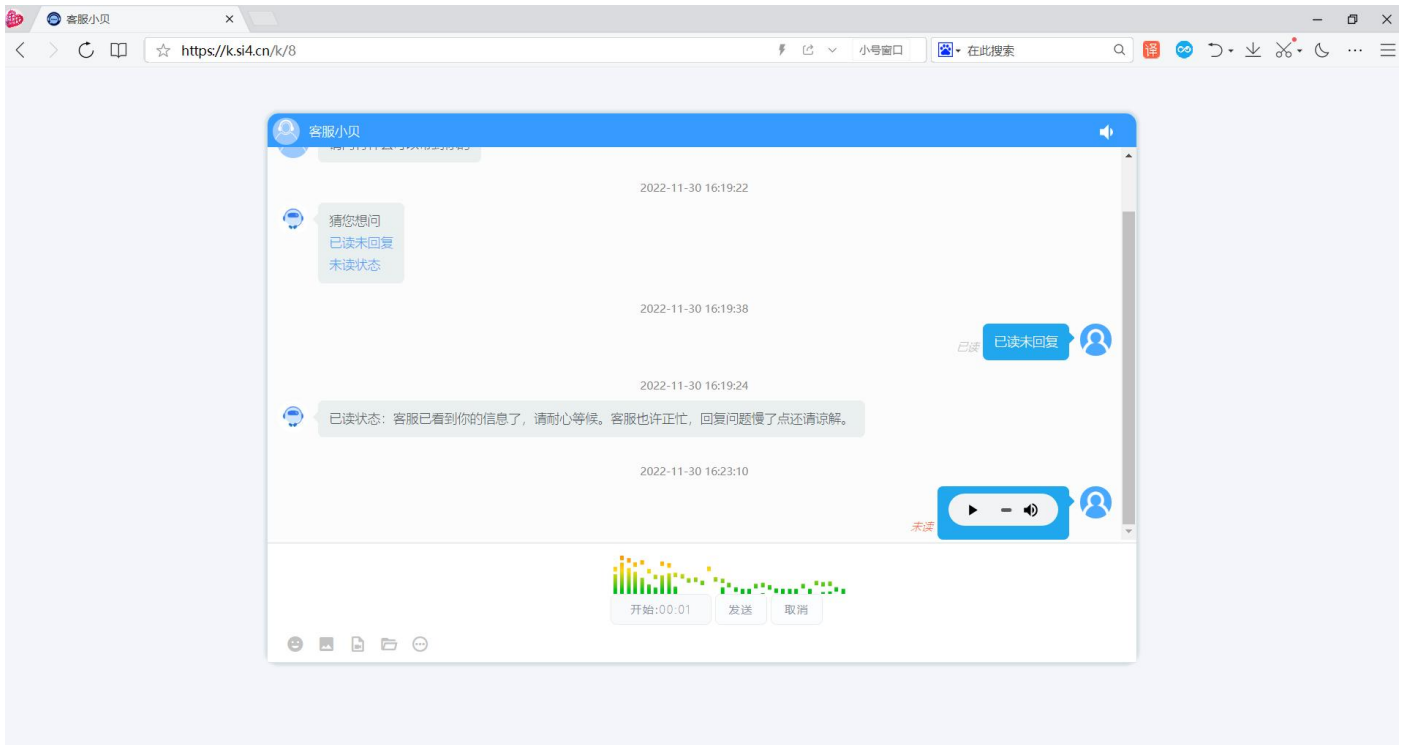 客服小贝
https://k.si4.cn/k/8
小号窗口
在此搜索
译
客服小贝
2022-11-30 16:19:22
猜您想问
已读未回复
未读状态
2022-11-30 16:19:38
已读
已读未回复
2022-11-30 16:19:24
已读状态：客服已看到你的信息了，请耐心等候。客服也许正忙，回复问题慢了点还请谅解。
2022-11-30 16:23:10
未读
开始:00:01
发送
取消